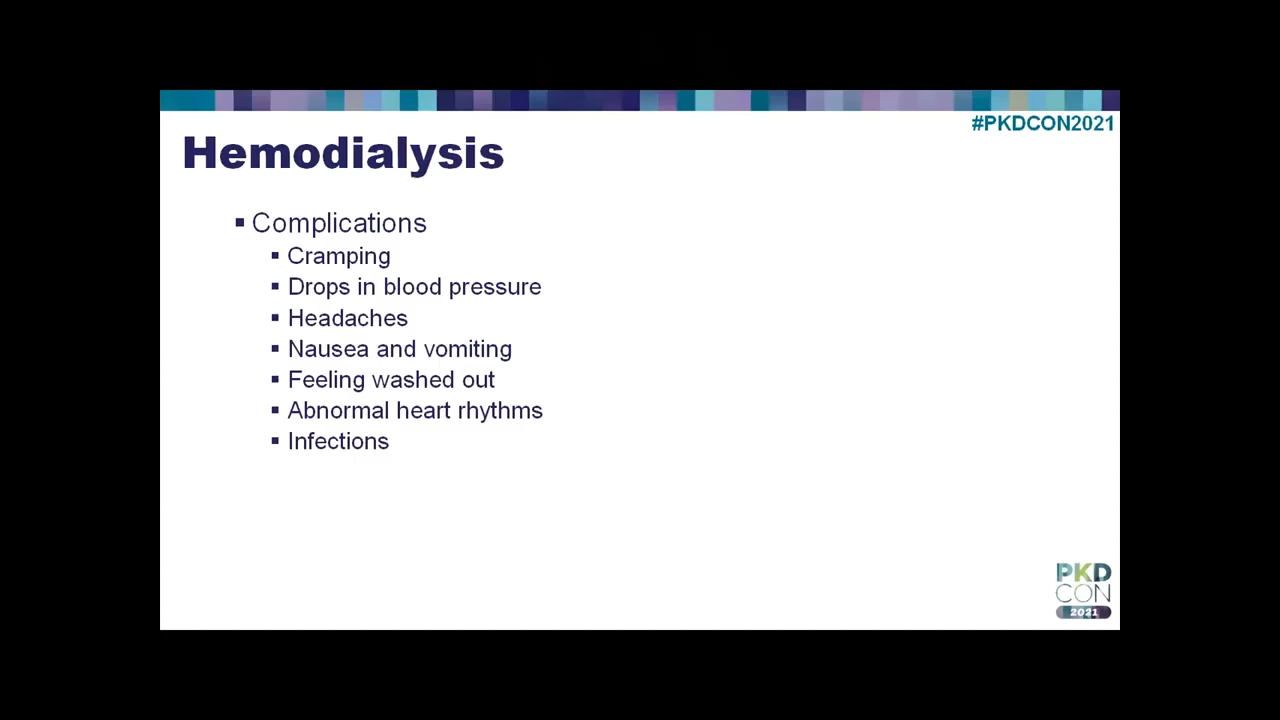 #PKDCON2021
Hemodialysis
▪ Complications
▪ Cramping
▪ Drops in blood pressure
▪ Headaches
▪ Nausea and vomiting
▪ Feeling washed out
▪ Abnormal heart rhythms
▪ Infections
PKD
CON
2021